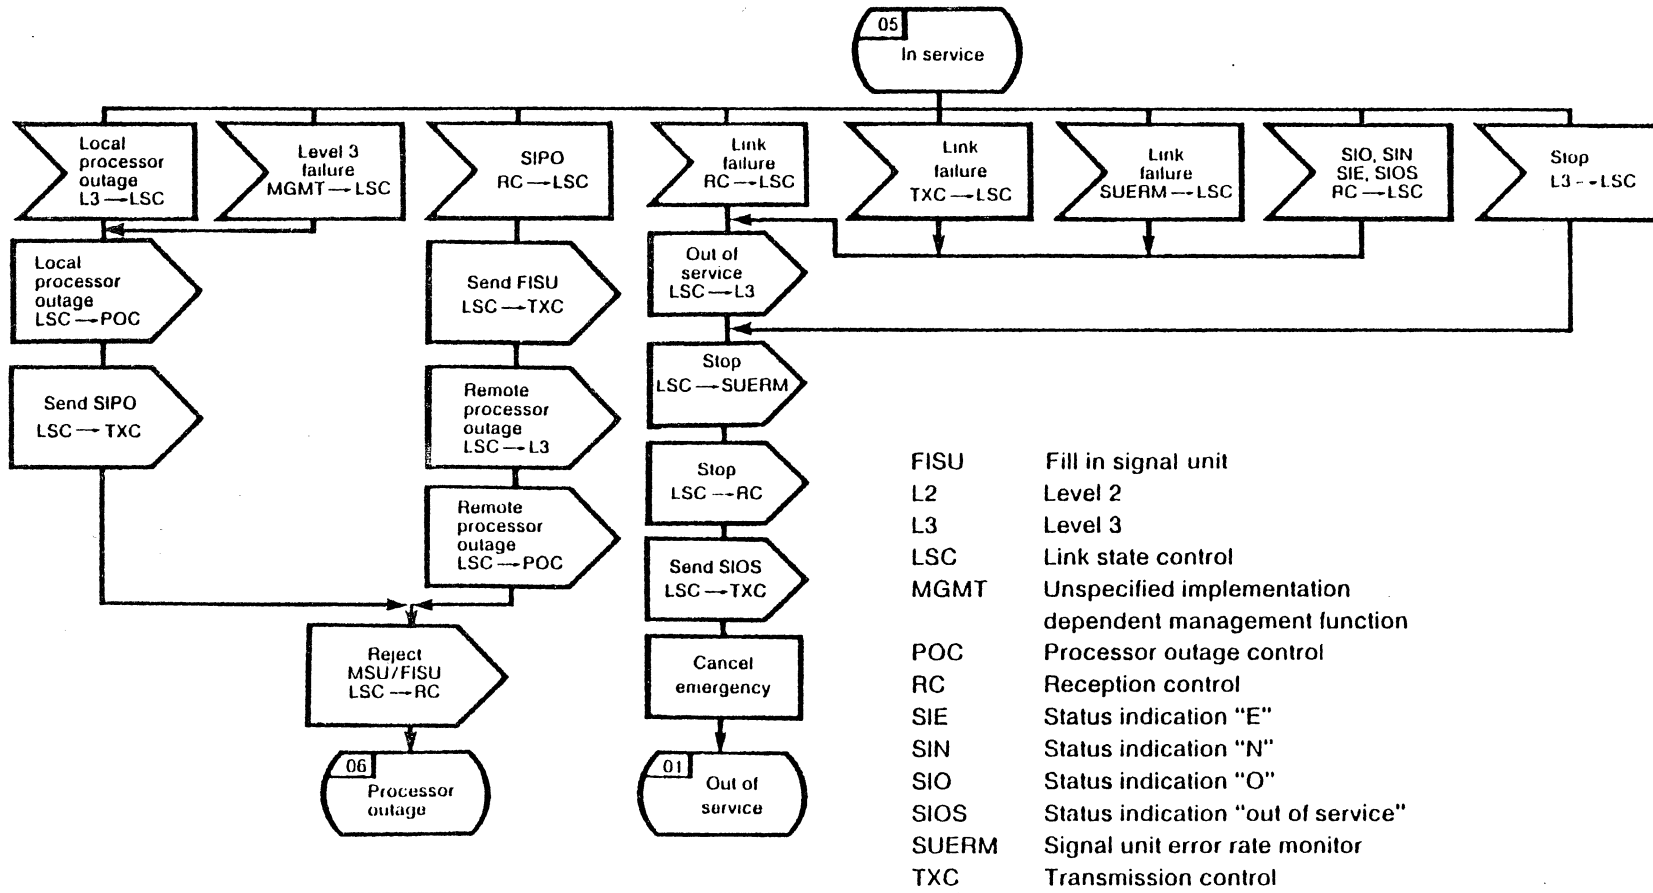 05
In service
Local
processor
outage
L3 → LSC
Level 3
failure
MGMT → LSC
SIPO
RC → LSC
Link
failure
RC → LSC
Link
failure
TXC → LSC
Link
failure
SUERM → LSC
SIO, SIN
SIE, SIOS
RC → LSC
Stop
L3 → LSC
Local
processor
outage
LSC → POC
Send FISU
LSC → TXC
Out of
service
LSC → L3
Send SIPO
LSC → TXC
Remote
processor
outage
LSC → L3
Stop
LSC → SUERM
Remote
processor
outage
LSC → POC
Stop
LSC → RC
Send SIOS
LSC → TXC
Reject
MSU/FISU
LSC → RC
Cancel
emergency
06
Processor
outage
01
Out of
service
FISU Fill in signal unit
L2 Level 2
L3 Level 3
LSC Link state control
MGMT Unspecified implementation
dependent management function
POC Processor outage control
RC Reception control
SIE Status indication "E"
SIN Status indication "N"
SIO Status indication "O"
SIOS Status indication "out of service"
SUERM Signal unit error rate monitor
TXC Transmission control